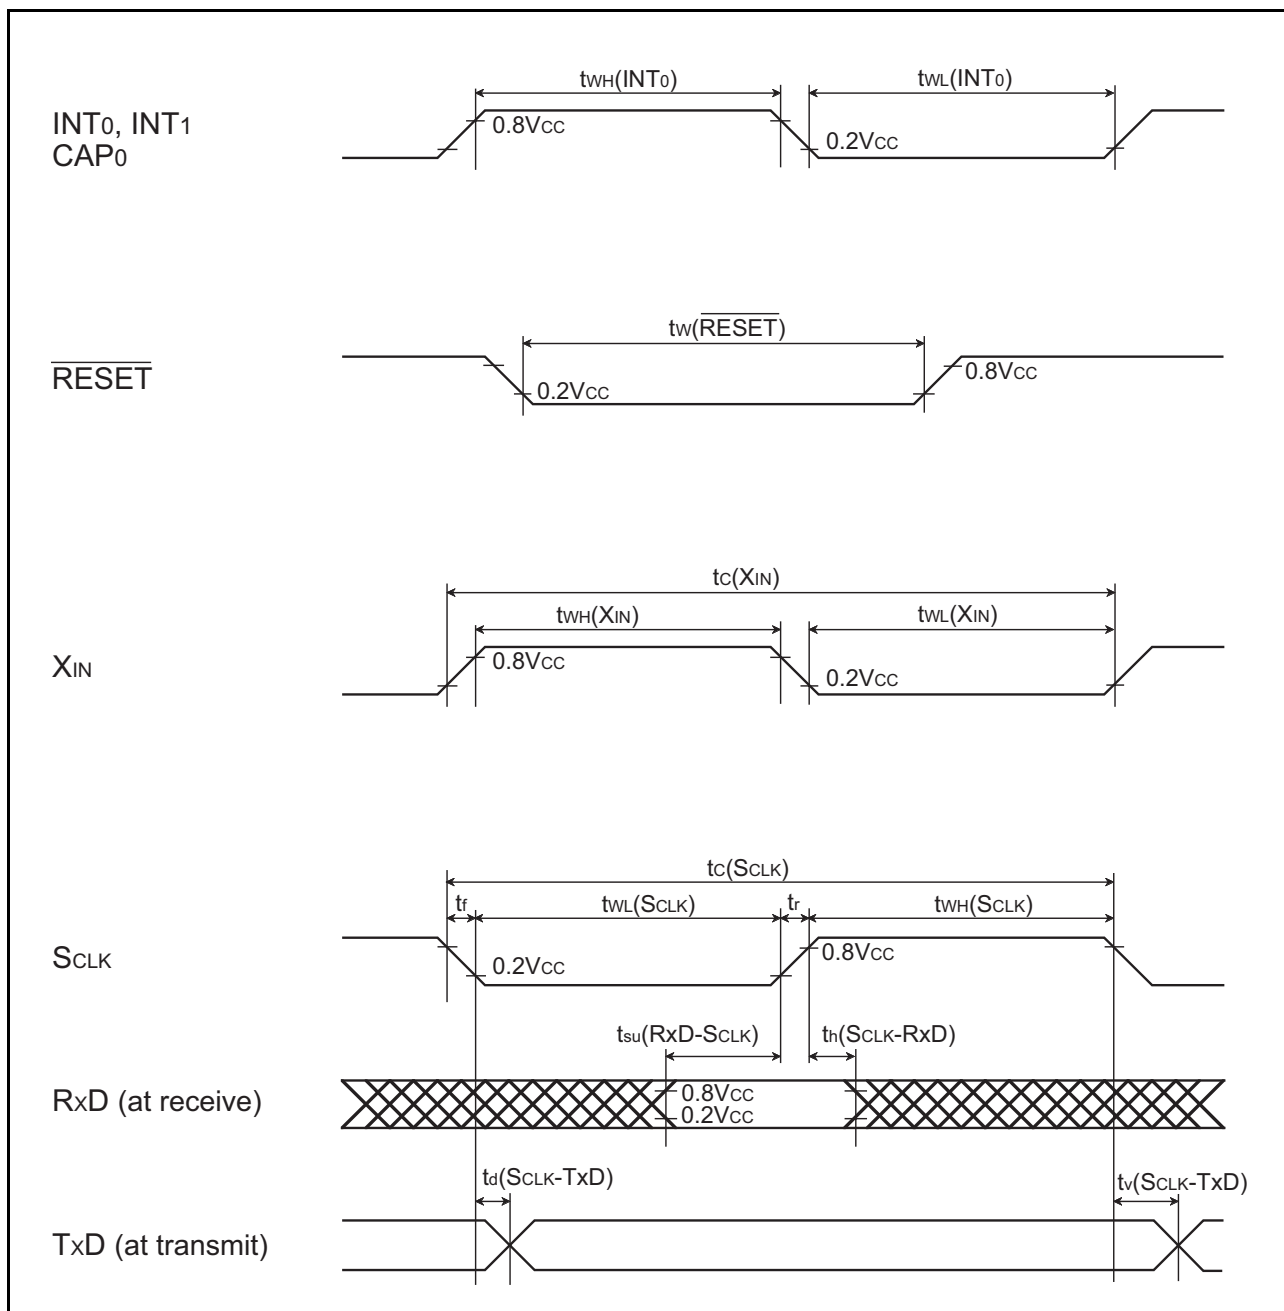 tWH(INT0)
tWL(INT0)
INT0, INT1
CAP0
0.8VCC
0.2VCC
tW(RESET)
RESET
0.2VCC
0.8VCC
tC(XIN)
tWH(XIN)
tWL(XIN)
XIN
0.8VCC
0.2VCC
tC(SCLK)
tf
tWL(SCLK)
tr
tWH(SCLK)
SCLK
0.2VCC
0.8VCC
tsu(RxD-SCLK)
th(SCLK-RxD)
RXD (at receive)
0.8VCC
0.2VCC
td(SCLK-TxD)
tv(SCLK-TxD)
TXD (at transmit)